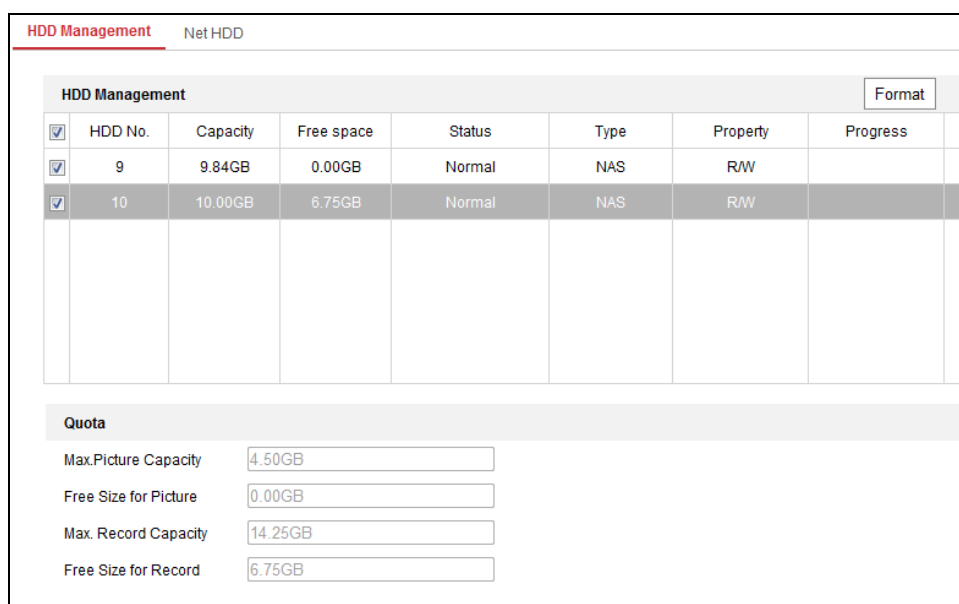 HDD Management Net HDD
HDD Management Format
HDD No. Capacity Free space Status Type Property Progress
9 9.84GB 0.00GB Normal NAS R/W
10 10.00GB 6.75GB Normal NAS R/W
Quota
Max.Picture Capacity 4.50GB
Free Size for Picture 0.00GB
Max. Record Capacity 14.25GB
Free Size for Record 6.75GB